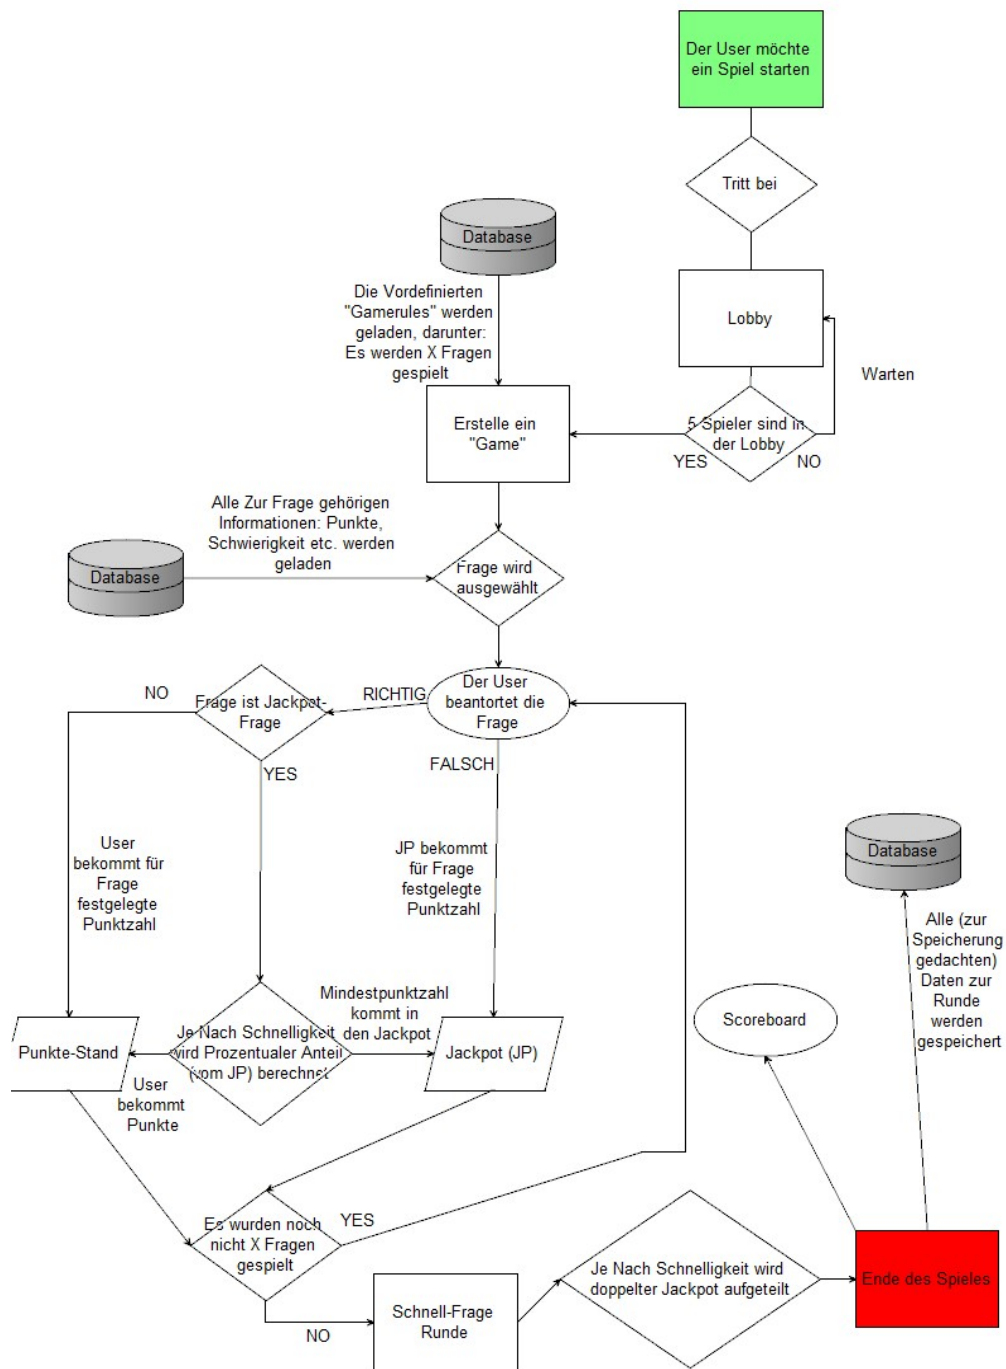 Der User möchte
ein Spiel starten
Tritt bei
Database
Die Vordefinierten
"Gamerules" werden
geladen, darunter:
Es werden X Fragen
gespielt
Lobby
Warten
Erstelle ein
"Game"
5 Spieler sind in
der Lobby
YES
NO
Alle Zur Frage gehörigen
Informationen: Punkte,
Schwierigkeit etc. werden
geladen
Database
Frage wird
ausgewählt
Der User
beantortet die
Frage
RICHTIG
NO
Frage ist Jackpot-
Frage
YES
FALSCH
User
bekommt für
Frage
festgelegte
Punktzahl
JP bekommt
für Frage
festgelegte
Punktzahl
Database
Alle (zur
Speicherung
gedachten)
Daten zur
Runde
werden
gespeichert
Mindestpunktzahl
kommt in
den Jackpot
Scoreboard
Punkte-Stand
Je Nach Schnelligkeit
wird Prozentualer Anteil
(vom JP) berechnet
Jackpot (JP)
User
bekommt
Punkte
Es wurden noch
nicht X Fragen
gespielt
YES
NO
Schnell-Frage
Runde
Je Nach Schnelligkeit wird
doppelter Jackpot aufgeteilt
Ende des Spieles